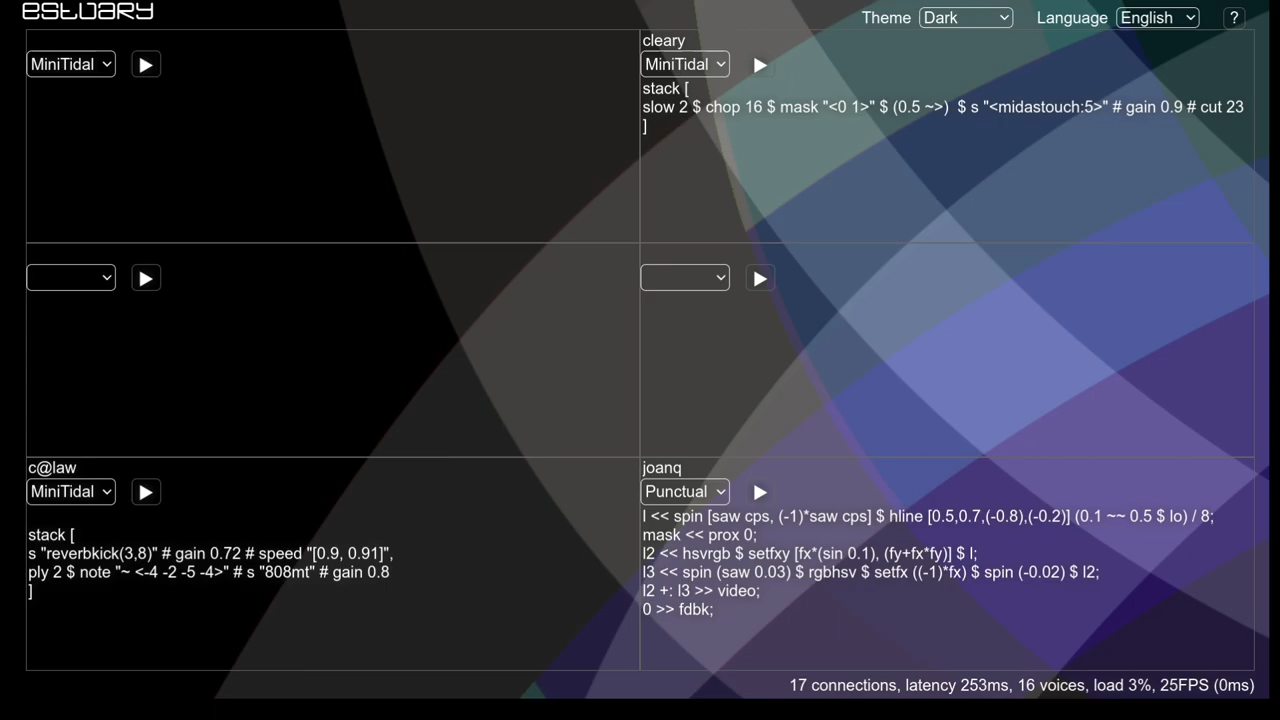 estuary
Theme Dark Language English ?
MiniTidal
cleary
MiniTidal
stack [
slow 2 $ chop 16 $ mask "<0 1>" $ (0.5 ~>)  $ s "<midastouch:5>" # gain 0.9 # cut 23
]
c@law
MiniTidal
stack [
s "reverbkick(3,8)" # gain 0.72 # speed "[0.9, 0.91]",
ply 2 $ note "~ <-4 -2 -5 -4>" # s "808mt" # gain 0.8
]
joanq
Punctual
l << spin [saw cps, (-1)*saw cps] $ hline [0.5,0.7,(-0.8),(-0.2)] (0.1 ~~ 0.5 $ lo) / 8;
mask << prox 0;
l2 << hsvrgb $ setfxy [fx*(sin 0.1), (fy+fx*fy)] $ l;
l3 << spin (saw 0.03) $ rgbhsv $ setfx ((-1)*fx) $ spin (-0.02) $ l2;
l2 +: l3 >> video;
0 >> fdbk;
17 connections, latency 253ms, 16 voices, load 3%, 25FPS (0ms)